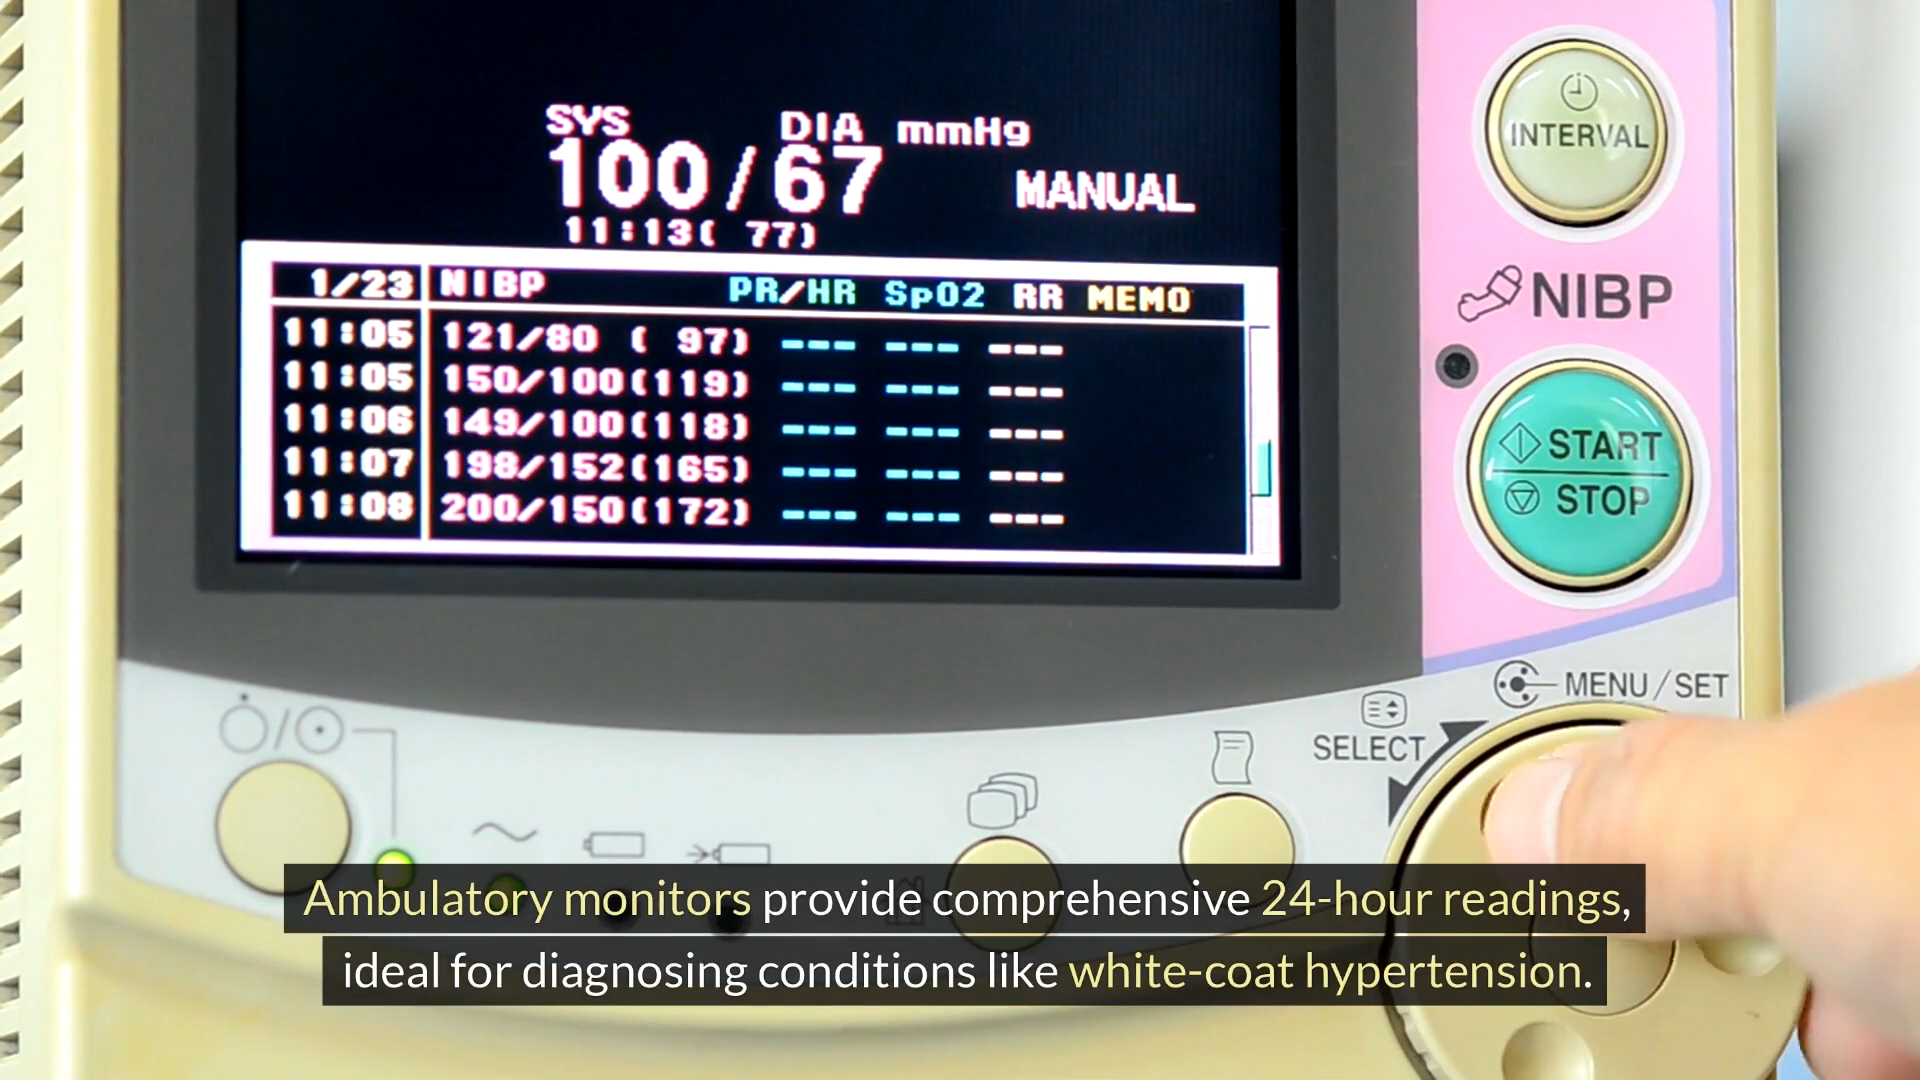 SYS DIA mmHg
100/67 MANUAL
11:13( 77)
1/23 NIBP PR/HR SpO2 RR MEMO
11:05 121/80 ( 97) --- --- ---
11:05 150/100(119) --- --- ---
11:06 149/100(118) --- --- ---
11:07 198/152(165) --- --- ---
11:08 200/150(172) --- --- ---
INTERVAL
NIBP
START
STOP
MENU/SET
SELECT
Ambulatory monitors provide comprehensive 24-hour readings,
ideal for diagnosing conditions like white-coat hypertension.